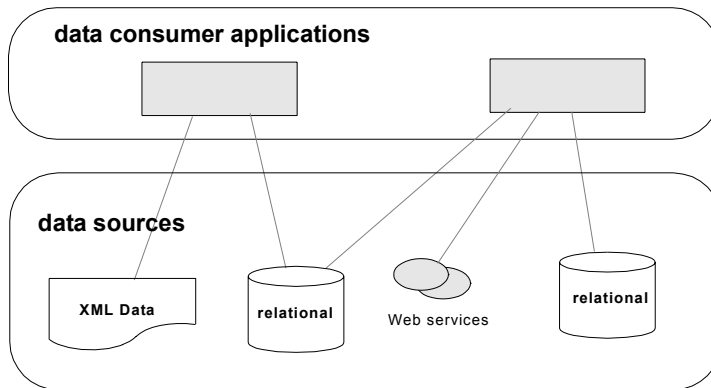 data consumer applications
data sources
XML Data
relational
Web services
relational